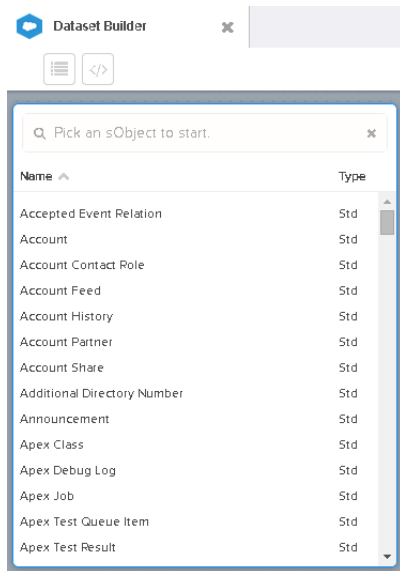 Dataset Builder
</>
Pick an sObject to start.
Name Type
Accepted Event Relation Std
Account Std
Account Contact Role Std
Account Feed Std
Account History Std
Account Partner Std
Account Share Std
Additional Directory Number Std
Announcement Std
Apex Class Std
Apex Debug Log Std
Apex Job Std
Apex Test Queue Item Std
Apex Test Result Std